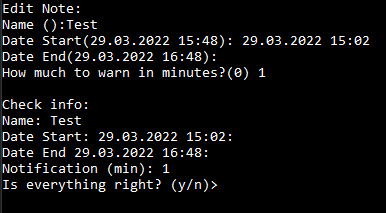 Edit Note:
Name ():Test
Date Start(29.03.2022 15:48): 29.03.2022 15:02
Date End(29.03.2022 16:48):
How much to warn in minutes?(0) 1
Check info:
Name: Test
Date Start: 29.03.2022 15:02:
Date End 29.03.2022 16:48:
Notification (min): 1
Is everything right? (y/n)>